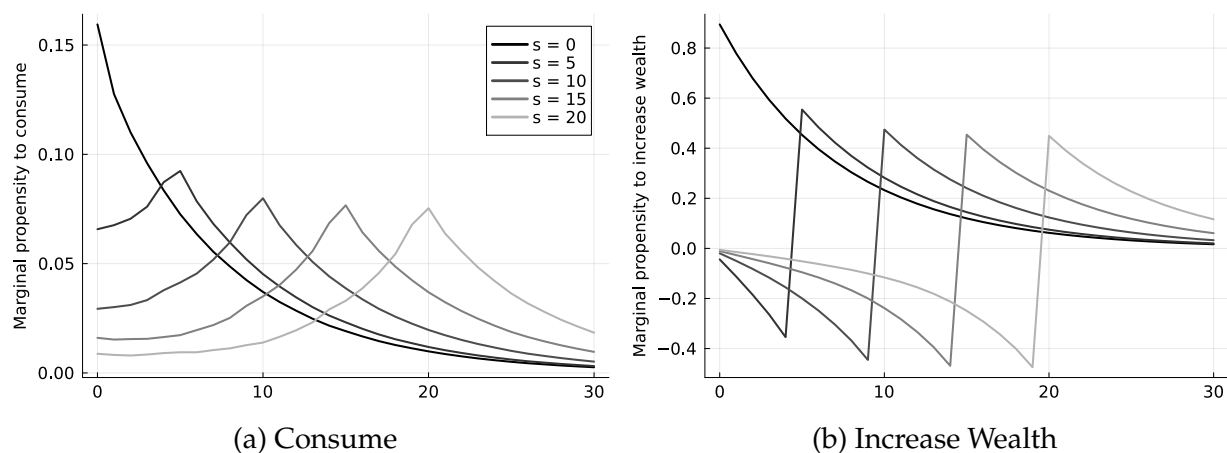 Marginal propensity to consume
0.15
0.10
0.05
0.00
0
10
20
30
s = 0
s = 5
s = 10
s = 15
s = 20
(a) Consume
Marginal propensity to increase wealth
0.8
0.6
0.4
0.2
0.0
−0.2
−0.4
0
10
20
30
(b) Increase Wealth